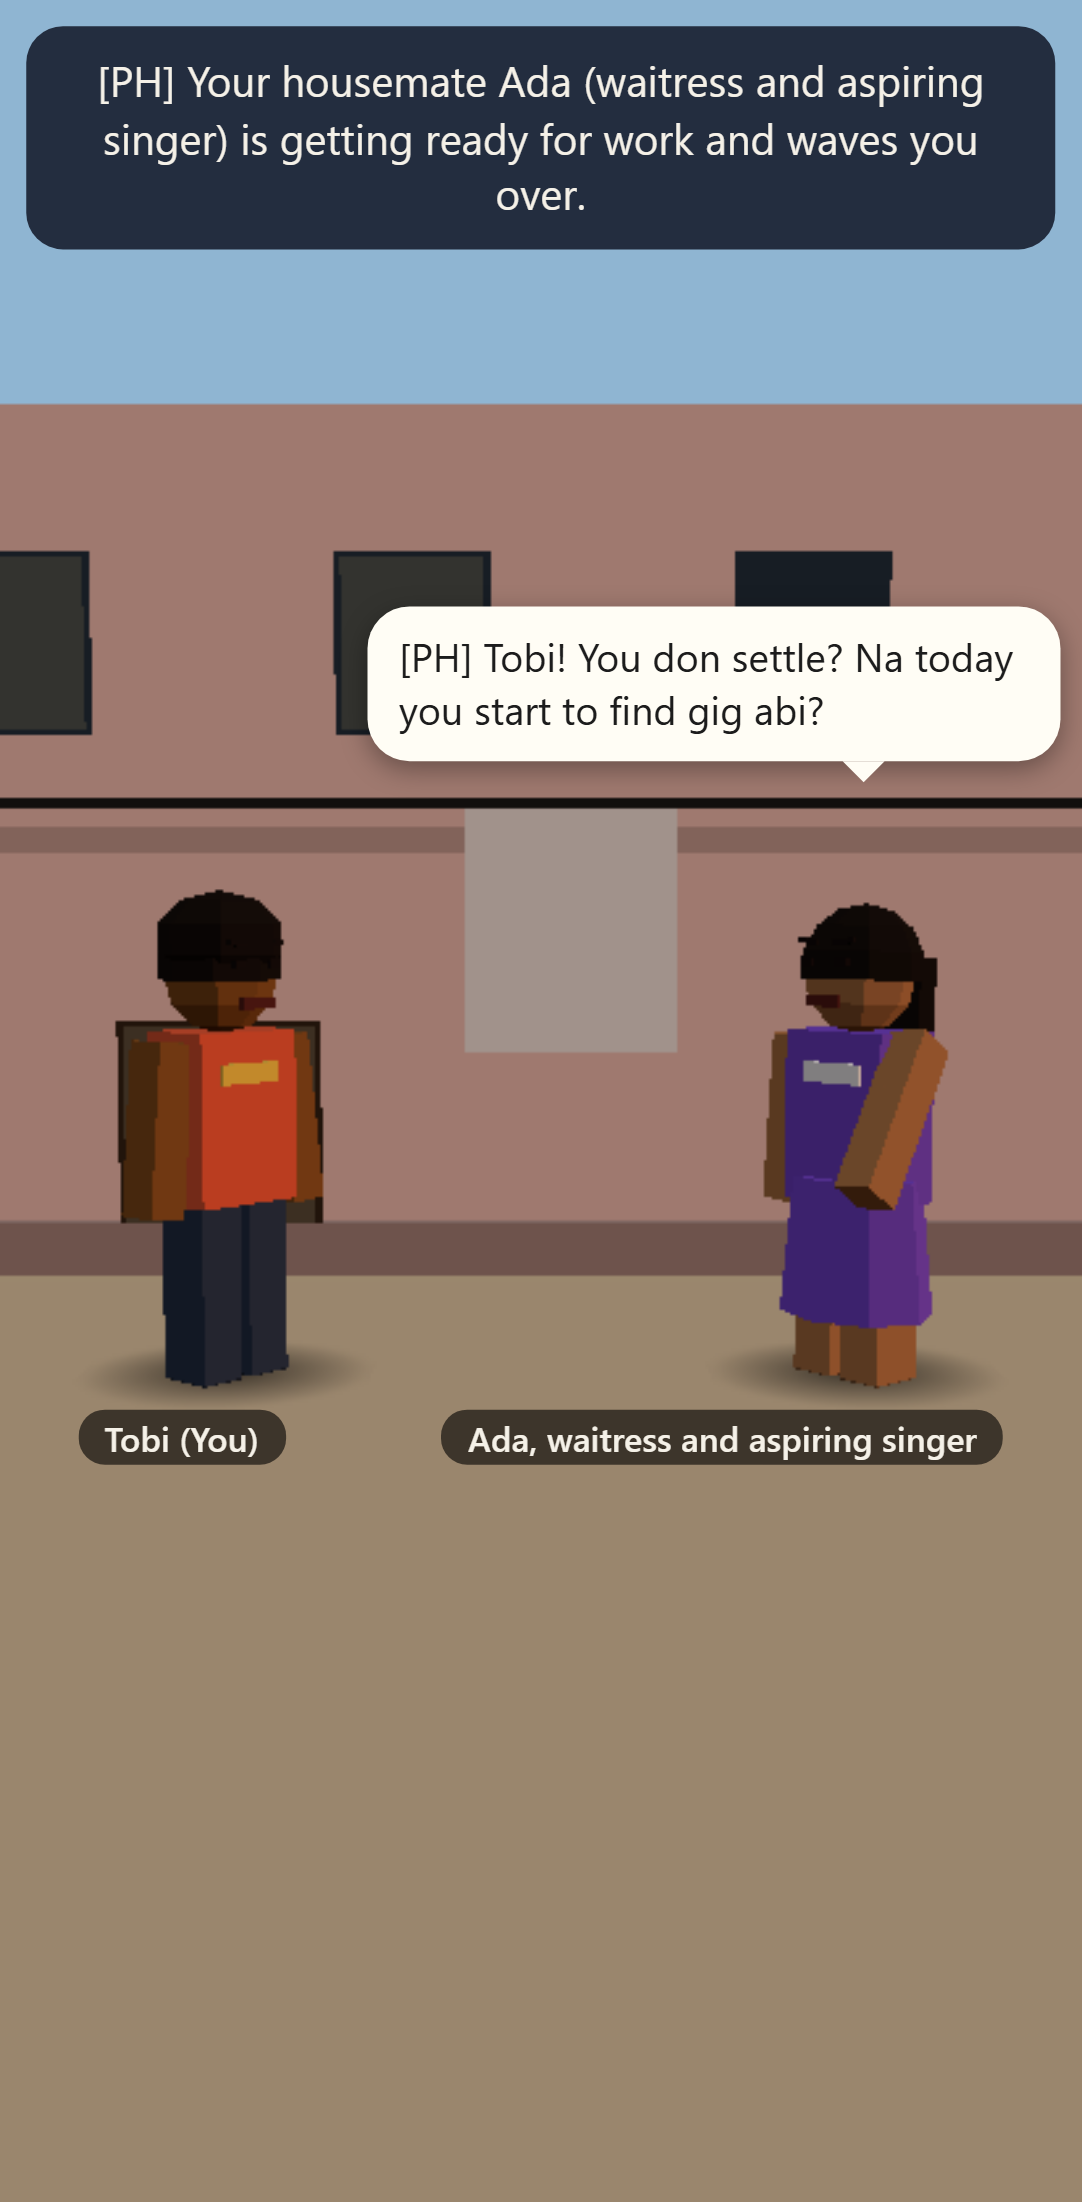 [PH] Your housemate Ada (waitress and aspiring
singer) is getting ready for work and waves you
over.
[PH] Tobi! You don settle? Na today
you start to find gig abi?
Tobi (You)
Ada, waitress and aspiring singer